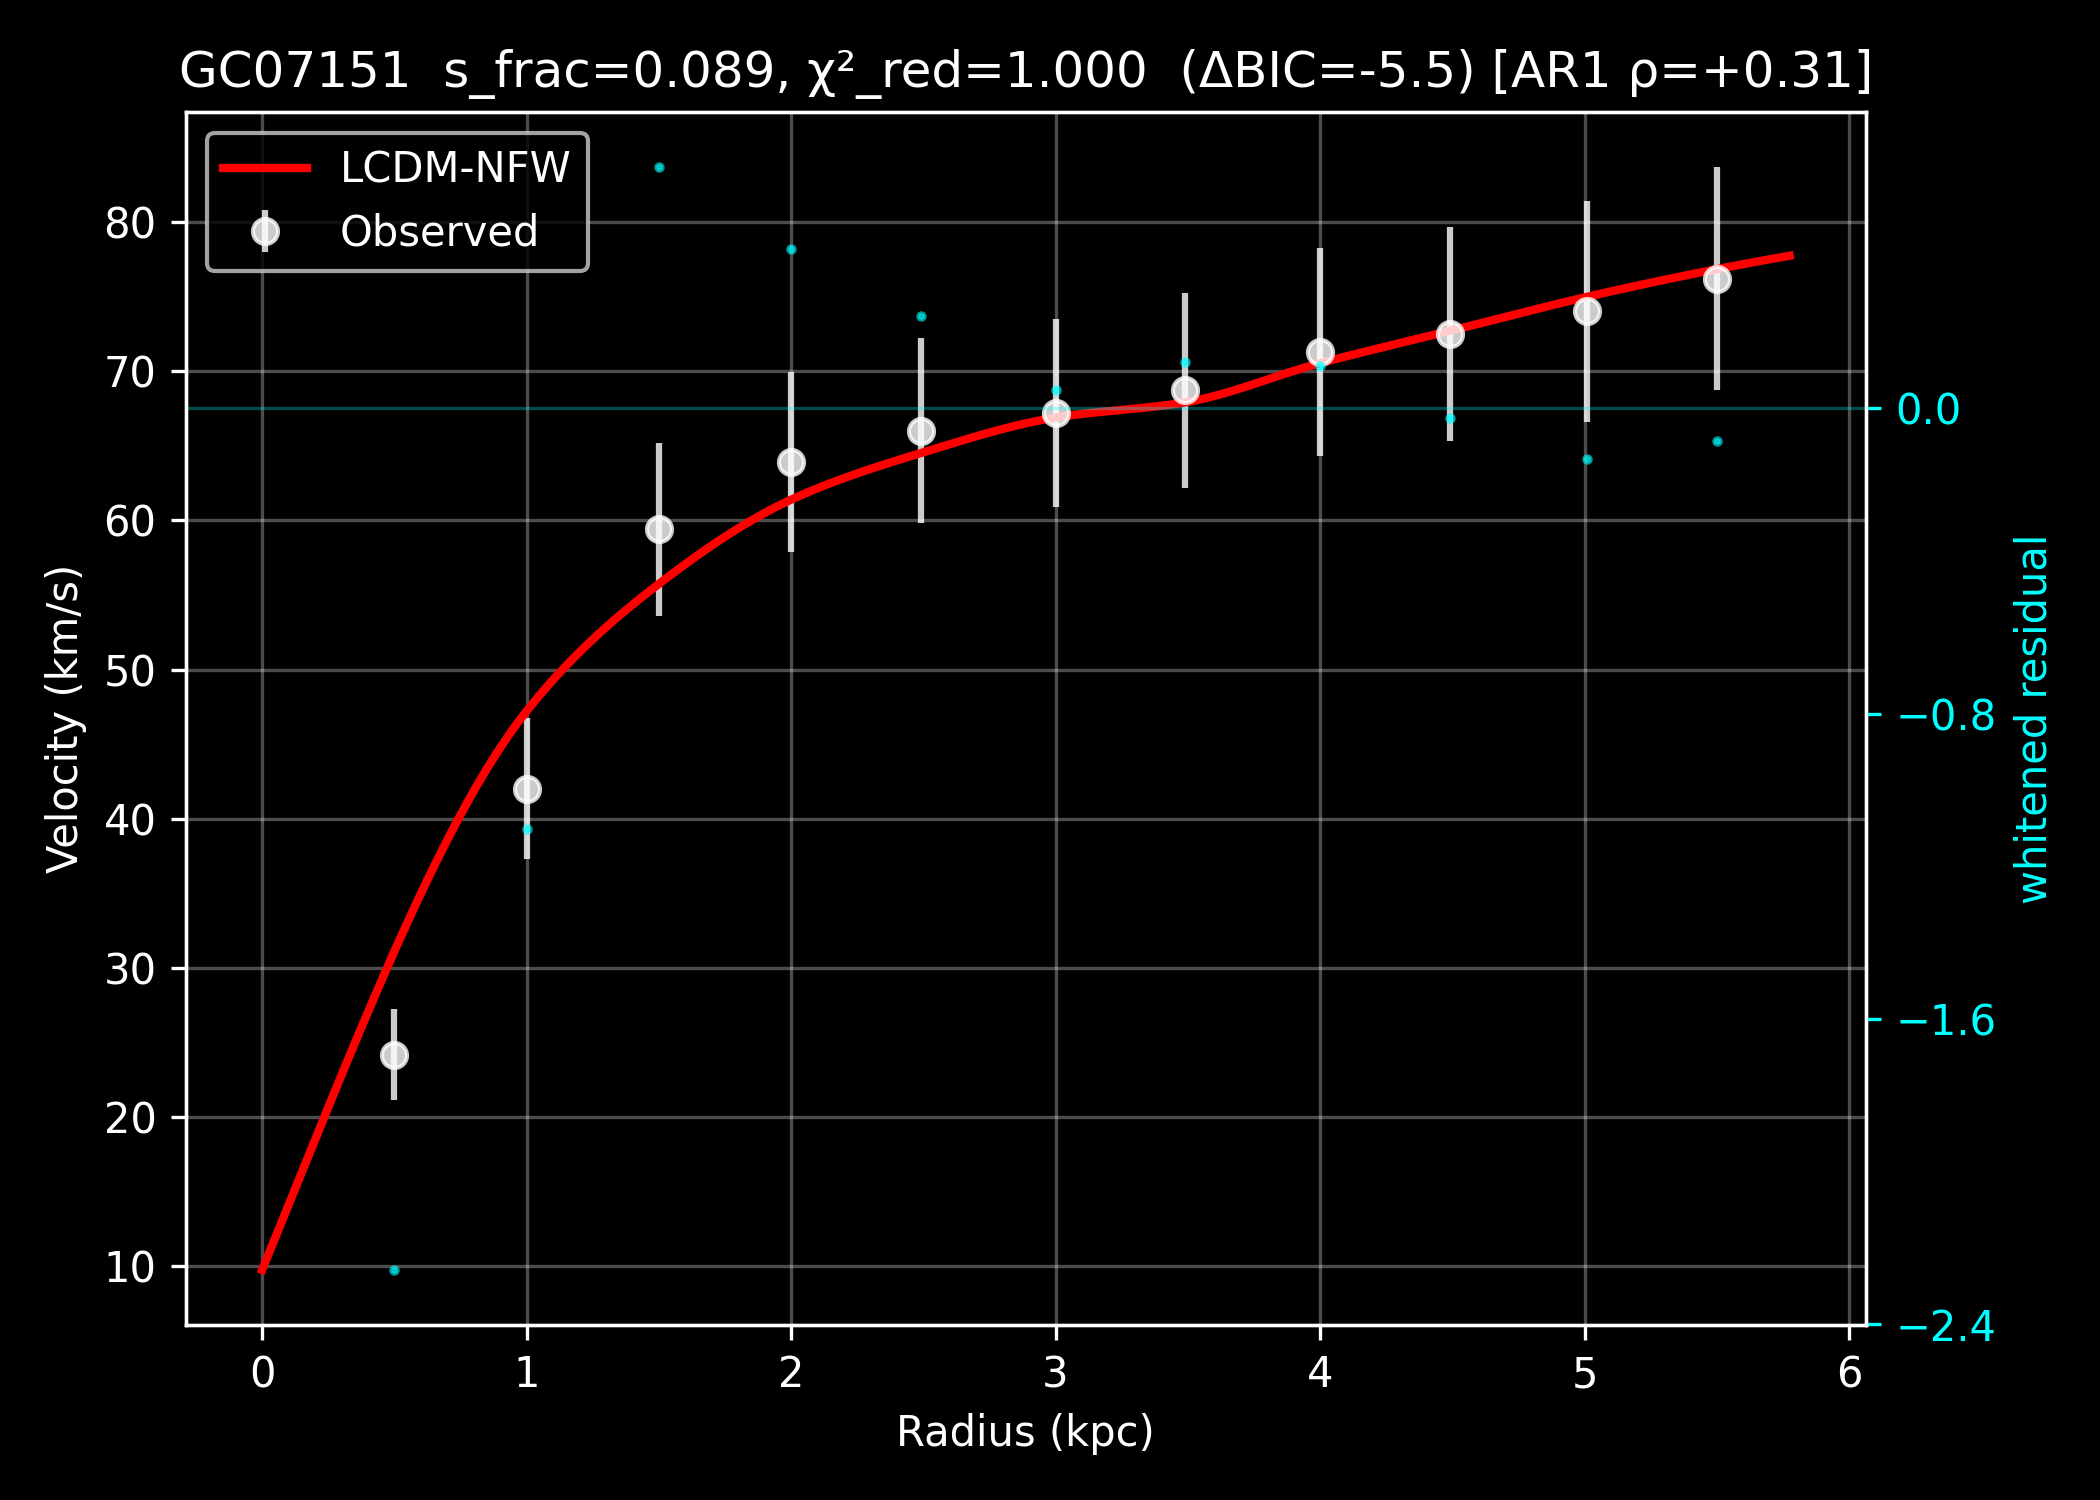 GC07151  s_frac=0.089, χ²_red=1.000  (ΔBIC=-5.5) [AR1 ρ=+0.31]
LCDM-NFW
Observed
Velocity (km/s)
80
70
60
50
40
30
20
10
0.0
−0.8
−1.6
−2.4
whitened residual
0 1 2 3 4 5 6
Radius (kpc)